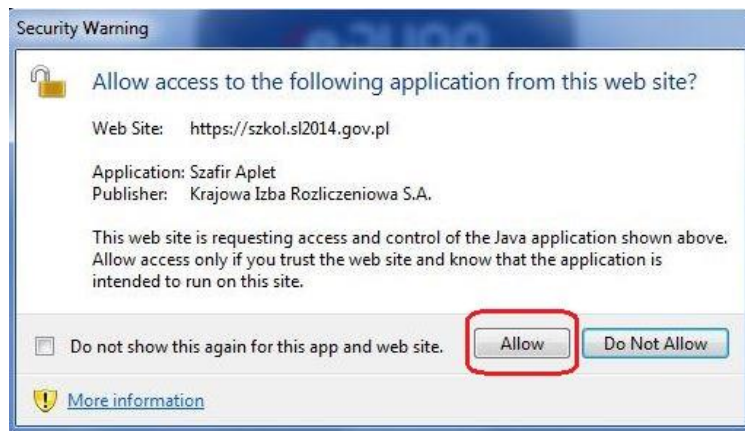 Security Warning
Allow access to the following application from this web site?
Web Site: https://szkol.sl2014.gov.pl
Application: Szafir Aplet
Publisher: Krajowa Izba Rozliczeniowa S.A.
This web site is requesting access and control of the Java application shown above.
Allow access only if you trust the web site and know that the application is
intended to run on this site.
Do not show this again for this app and web site. Allow Do Not Allow
More information